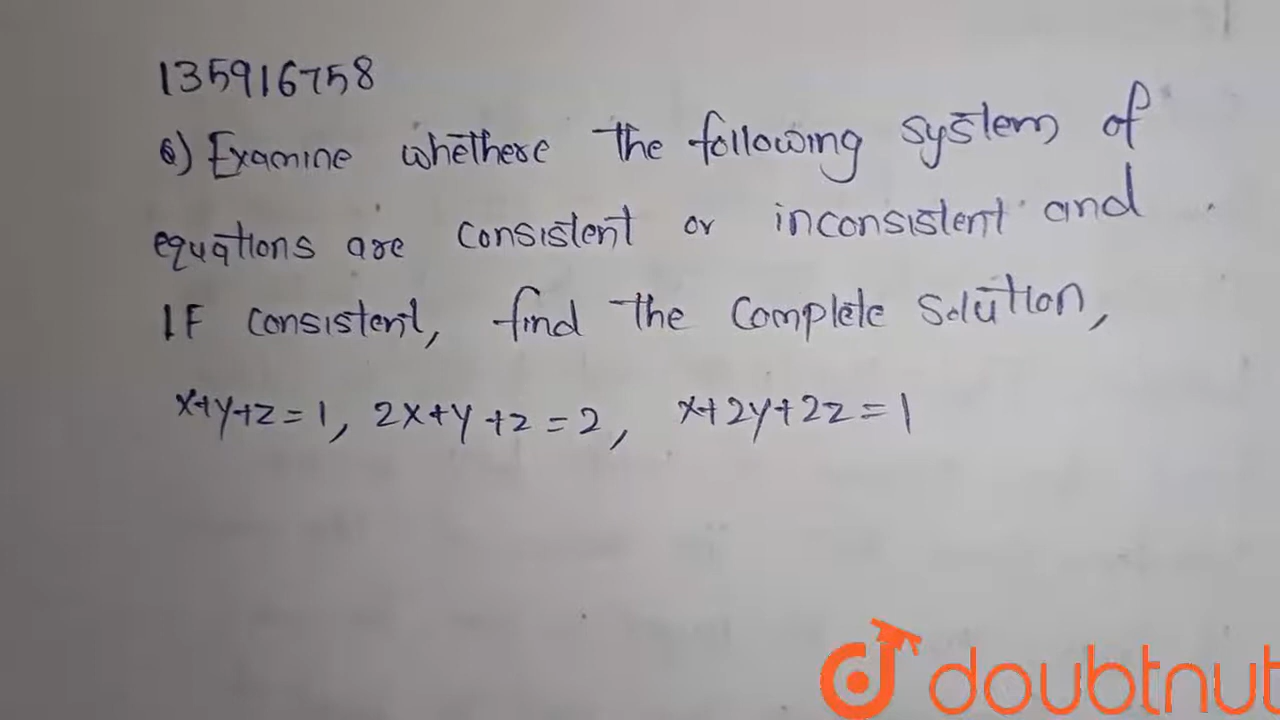 135916758
Q) Examine whethere the following system of
equations are consistent or inconsistent and
IF consistent, find the complete solution,
x+y+z=1, 2x+y+z=2, x+2y+2z=1
doubtnut